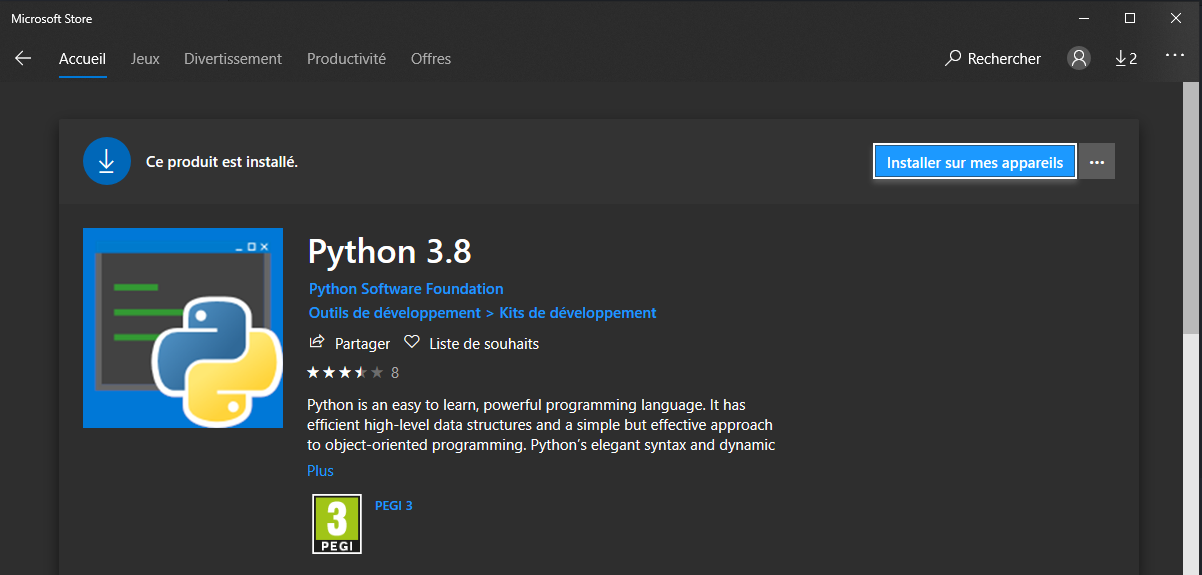 Microsoft Store
Accueil Jeux Divertissement Productivité Offres Rechercher 2
Ce produit est installé. Installer sur mes appareils
Python 3.8
Python Software Foundation
Outils de développement > Kits de développement
Partager Liste de souhaits
8
Python is an easy to learn, powerful programming language. It has
efficient high-level data structures and a simple but effective approach
to object-oriented programming. Python’s elegant syntax and dynamic
Plus
3 PEGI 3
PEGI